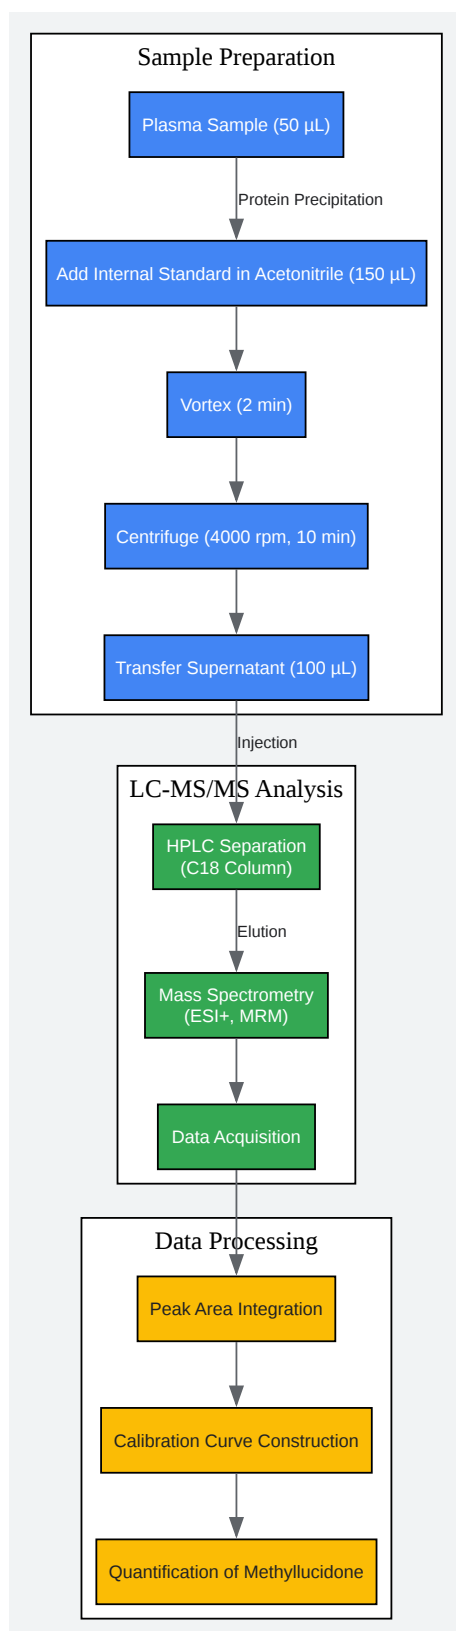 Sample Preparation
Plasma Sample (50 µL)
Protein Precipitation
Add Internal Standard in Acetonitrile (150 µL)
Vortex (2 min)
Centrifuge (4000 rpm, 10 min)
Transfer Supernatant (100 µL)
Injection
LC-MS/MS Analysis
HPLC Separation
(C18 Column)
Elution
Mass Spectrometry
(ESI+, MRM)
Data Acquisition
Data Processing
Peak Area Integration
Calibration Curve Construction
Quantification of Methyllucidone